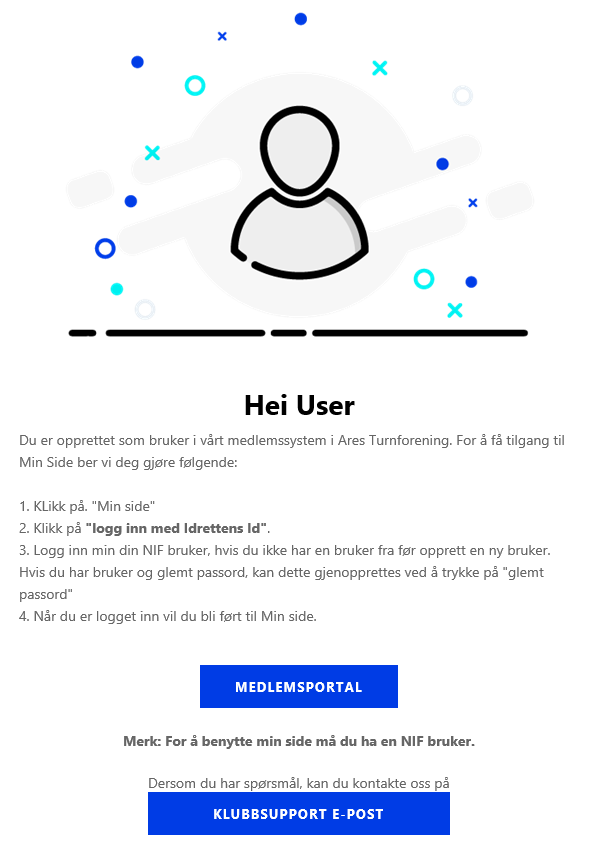 Hei User
Du er opprettet som bruker i vårt medlemssystem i Ares Turnforening. For å få tilgang til
Min Side ber vi deg gjøre følgende:
1. KLikk på. "Min side"
2. Klikk på "logg inn med Idrettens Id".
3. Logg inn min din NIF bruker, hvis du ikke har en bruker fra før opprett en ny bruker.
Hvis du har bruker og glemt passord, kan dette gjenopprettes ved å trykke på "glemt
passord"
4. Når du er logget inn vil du bli ført til Min side.
MEDLEMSPORTAL
Merk: For å benytte min side må du ha en NIF bruker.
Dersom du har spørsmål, kan du kontakte oss på
KLUBBSUPPORT E-POST